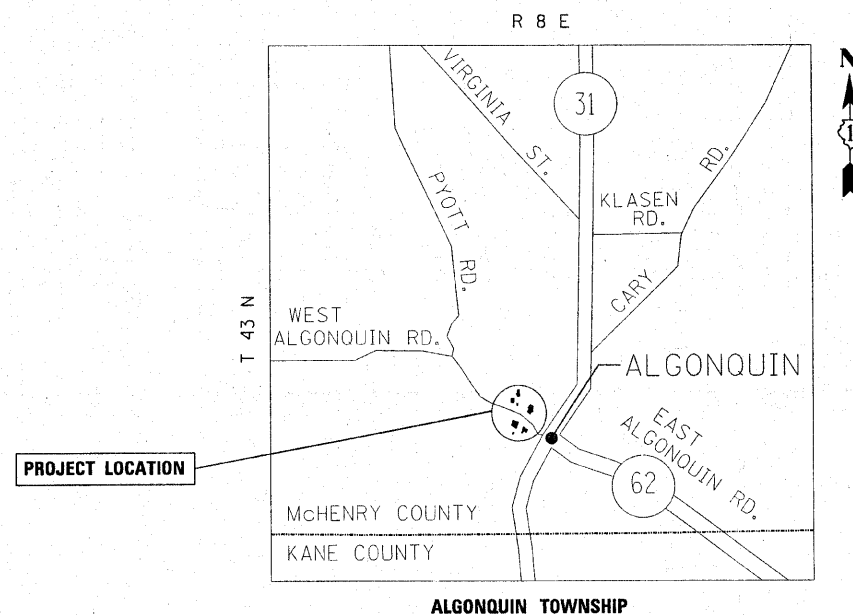 R 8 E
N
VIRGINIA ST.
31
PYOTT RD.
KLASEN
RD.
CARY RD.
T 43 N
WEST
ALGONQUIN RD.
ALGONQUIN
EAST
ALGONQUIN RD.
PROJECT LOCATION
62
McHENRY COUNTY
KANE COUNTY
ALGONQUIN TOWNSHIP